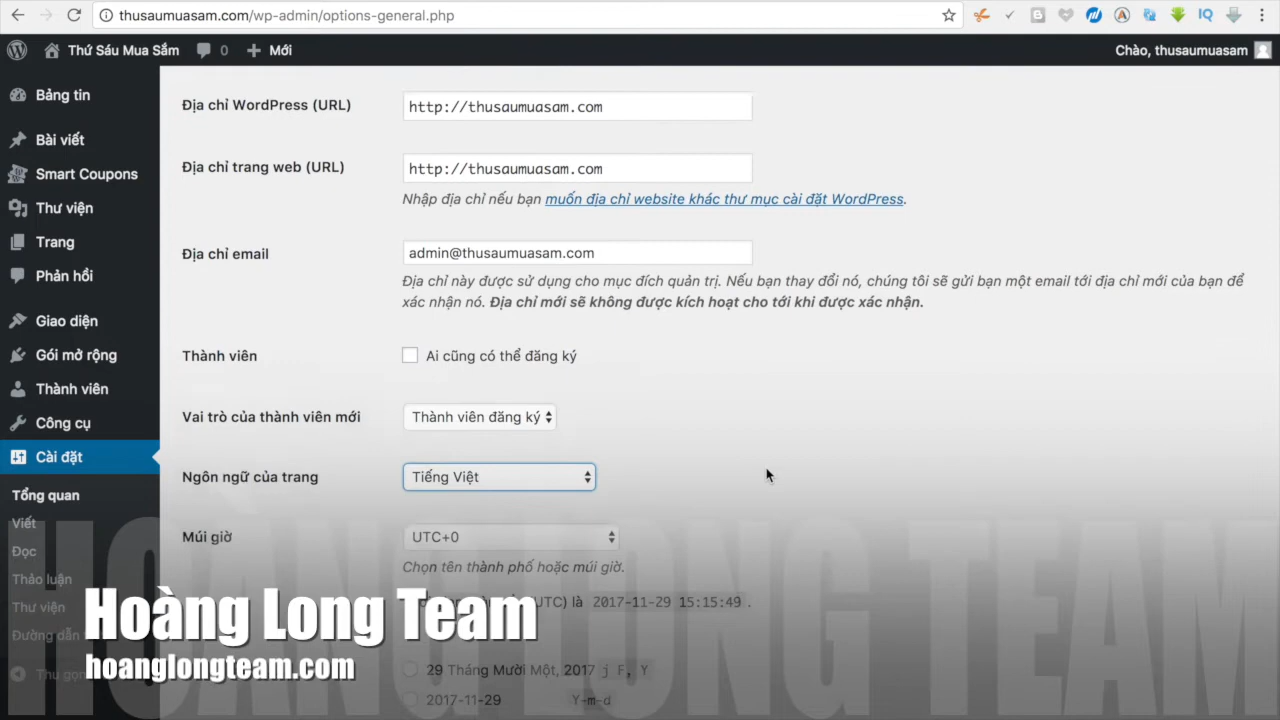 thusaumuasam.com/wp-admin/options-general.php
IQ
Thứ Sáu Mua Sắm 0 Mới
Chào, thusaumuasam
Bảng tin
Bài viết
Smart Coupons
Thư viện
Trang
Phản hồi
Giao diện
Gói mở rộng
Thành viên
Công cụ
Cài đặt
Tổng quan
Viết
Đọc
Thảo luận
Thư viện
Đường dẫn
Thu gọn
Địa chỉ WordPress (URL)
http://thusaumuasam.com
Địa chỉ trang web (URL)
http://thusaumuasam.com
Nhập địa chỉ nếu bạn muốn địa chỉ website khác thư mục cài đặt WordPress.
Địa chỉ email
admin@thusaumuasam.com
Địa chỉ này được sử dụng cho mục đích quản trị. Nếu bạn thay đổi nó, chúng tôi sẽ gửi bạn một email tới địa chỉ mới của bạn để
xác nhận nó. Địa chỉ mới sẽ không được kích hoạt cho tới khi được xác nhận.
Thành viên
Ai cũng có thể đăng ký
Vai trò của thành viên mới
Thành viên đăng ký
Ngôn ngữ của trang
Tiếng Việt
Múi giờ
UTC+0
Chọn tên thành phố hoặc múi giờ.
UTC) là 2017-11-29 15:15:49 .
29 Tháng Mười Một, 2017 j F, Y
2017-11-29 Y-m-d
HOÀNG LONG TEAM
Hoàng Long Team
hoanglongteam.com